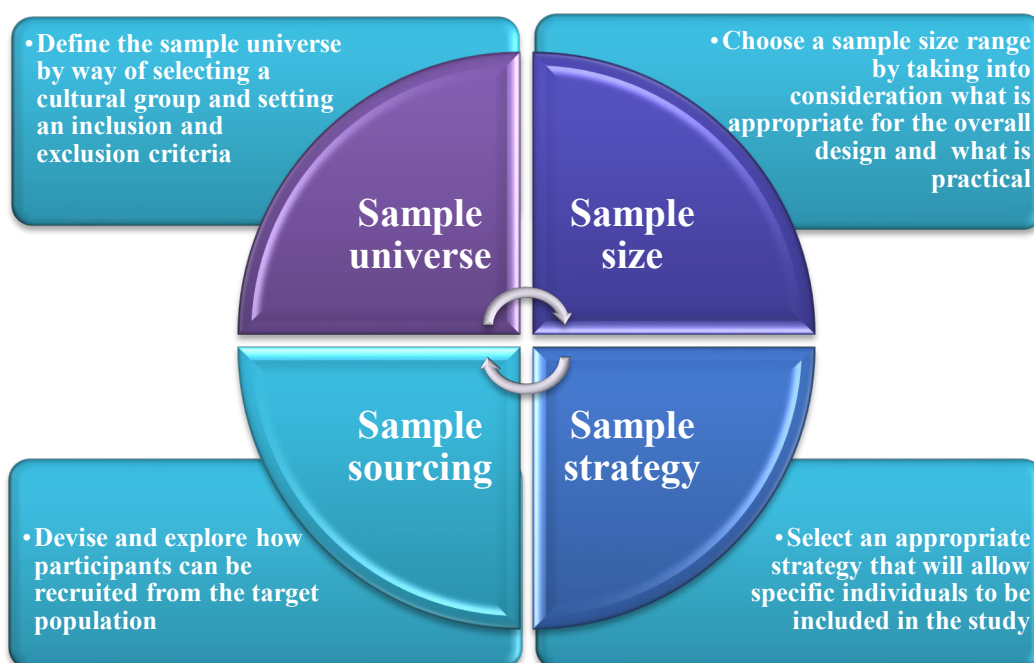 •Define the sample universe
by way of selecting a
cultural group and setting
an inclusion and
exclusion criteria
•Choose a sample size range
by taking into
consideration what is
appropriate for the overall
design and what is
practical
Sample
universe
Sample
size
Sample
sourcing
Sample
strategy
•Devise and explore how
participants can be
recruited from the target
population
•Select an appropriate
strategy that will allow
specific individuals to be
included in the study